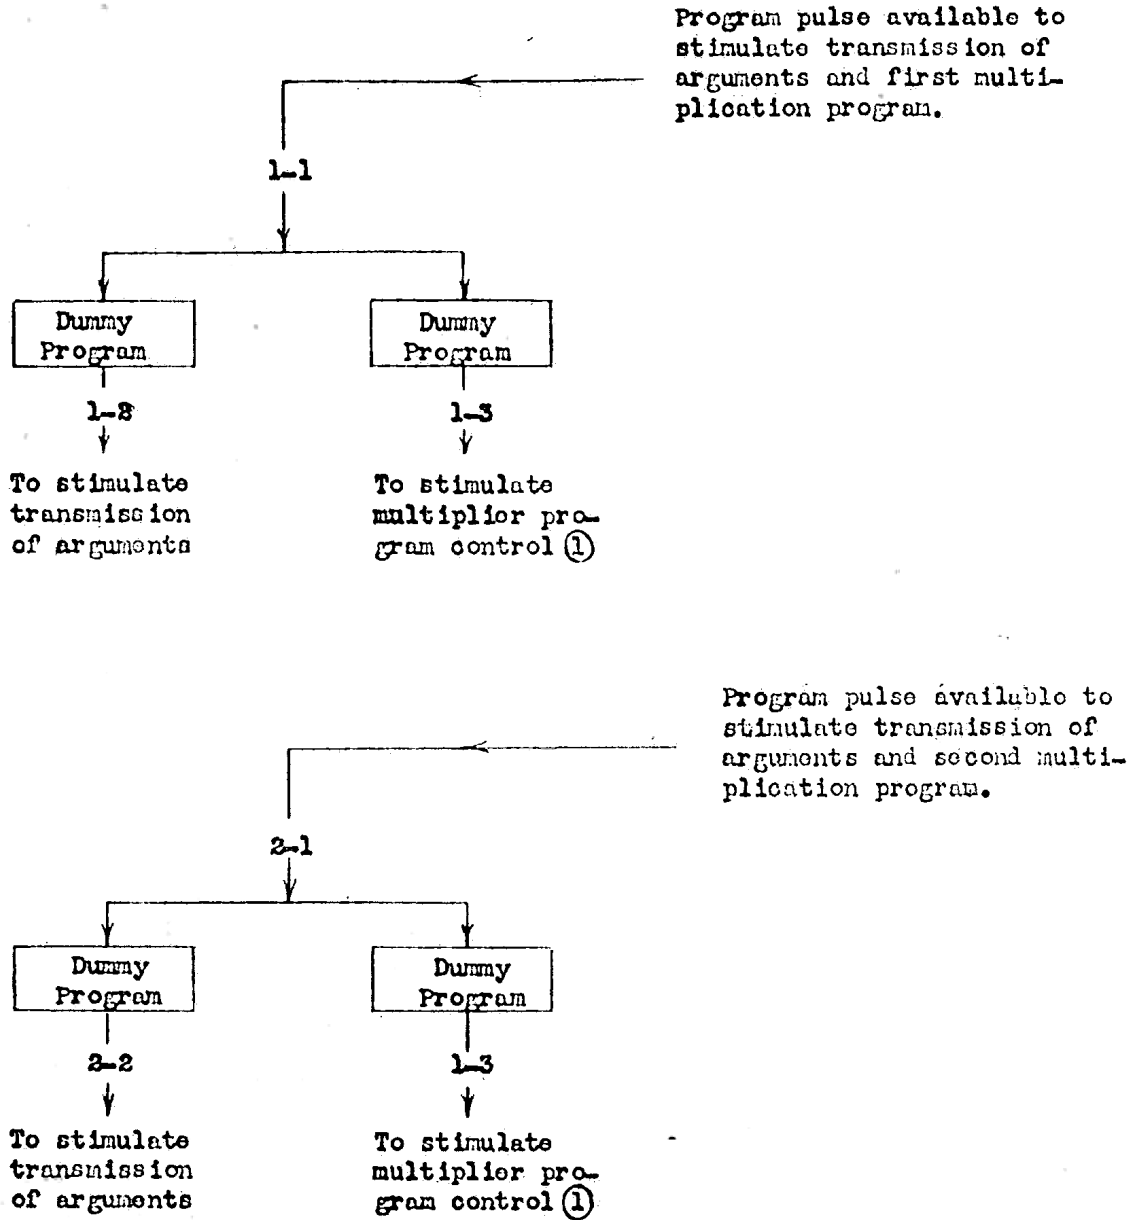 Program pulse available to
stimulate transmission of
arguments and first multi-
plication program.
1-1
Dummy
Program
Dummy
Program
1-2
1-3
To stimulate
transmission
of arguments
To stimulate
multiplier pro-
gram control ①
Program pulse available to
stimulate transmission of
arguments and second multi-
plication program.
2-1
Dummy
Program
Dummy
Program
2-2
1-3
To stimulate
transmission
of arguments
To stimulate
multiplier pro-
gram control ①